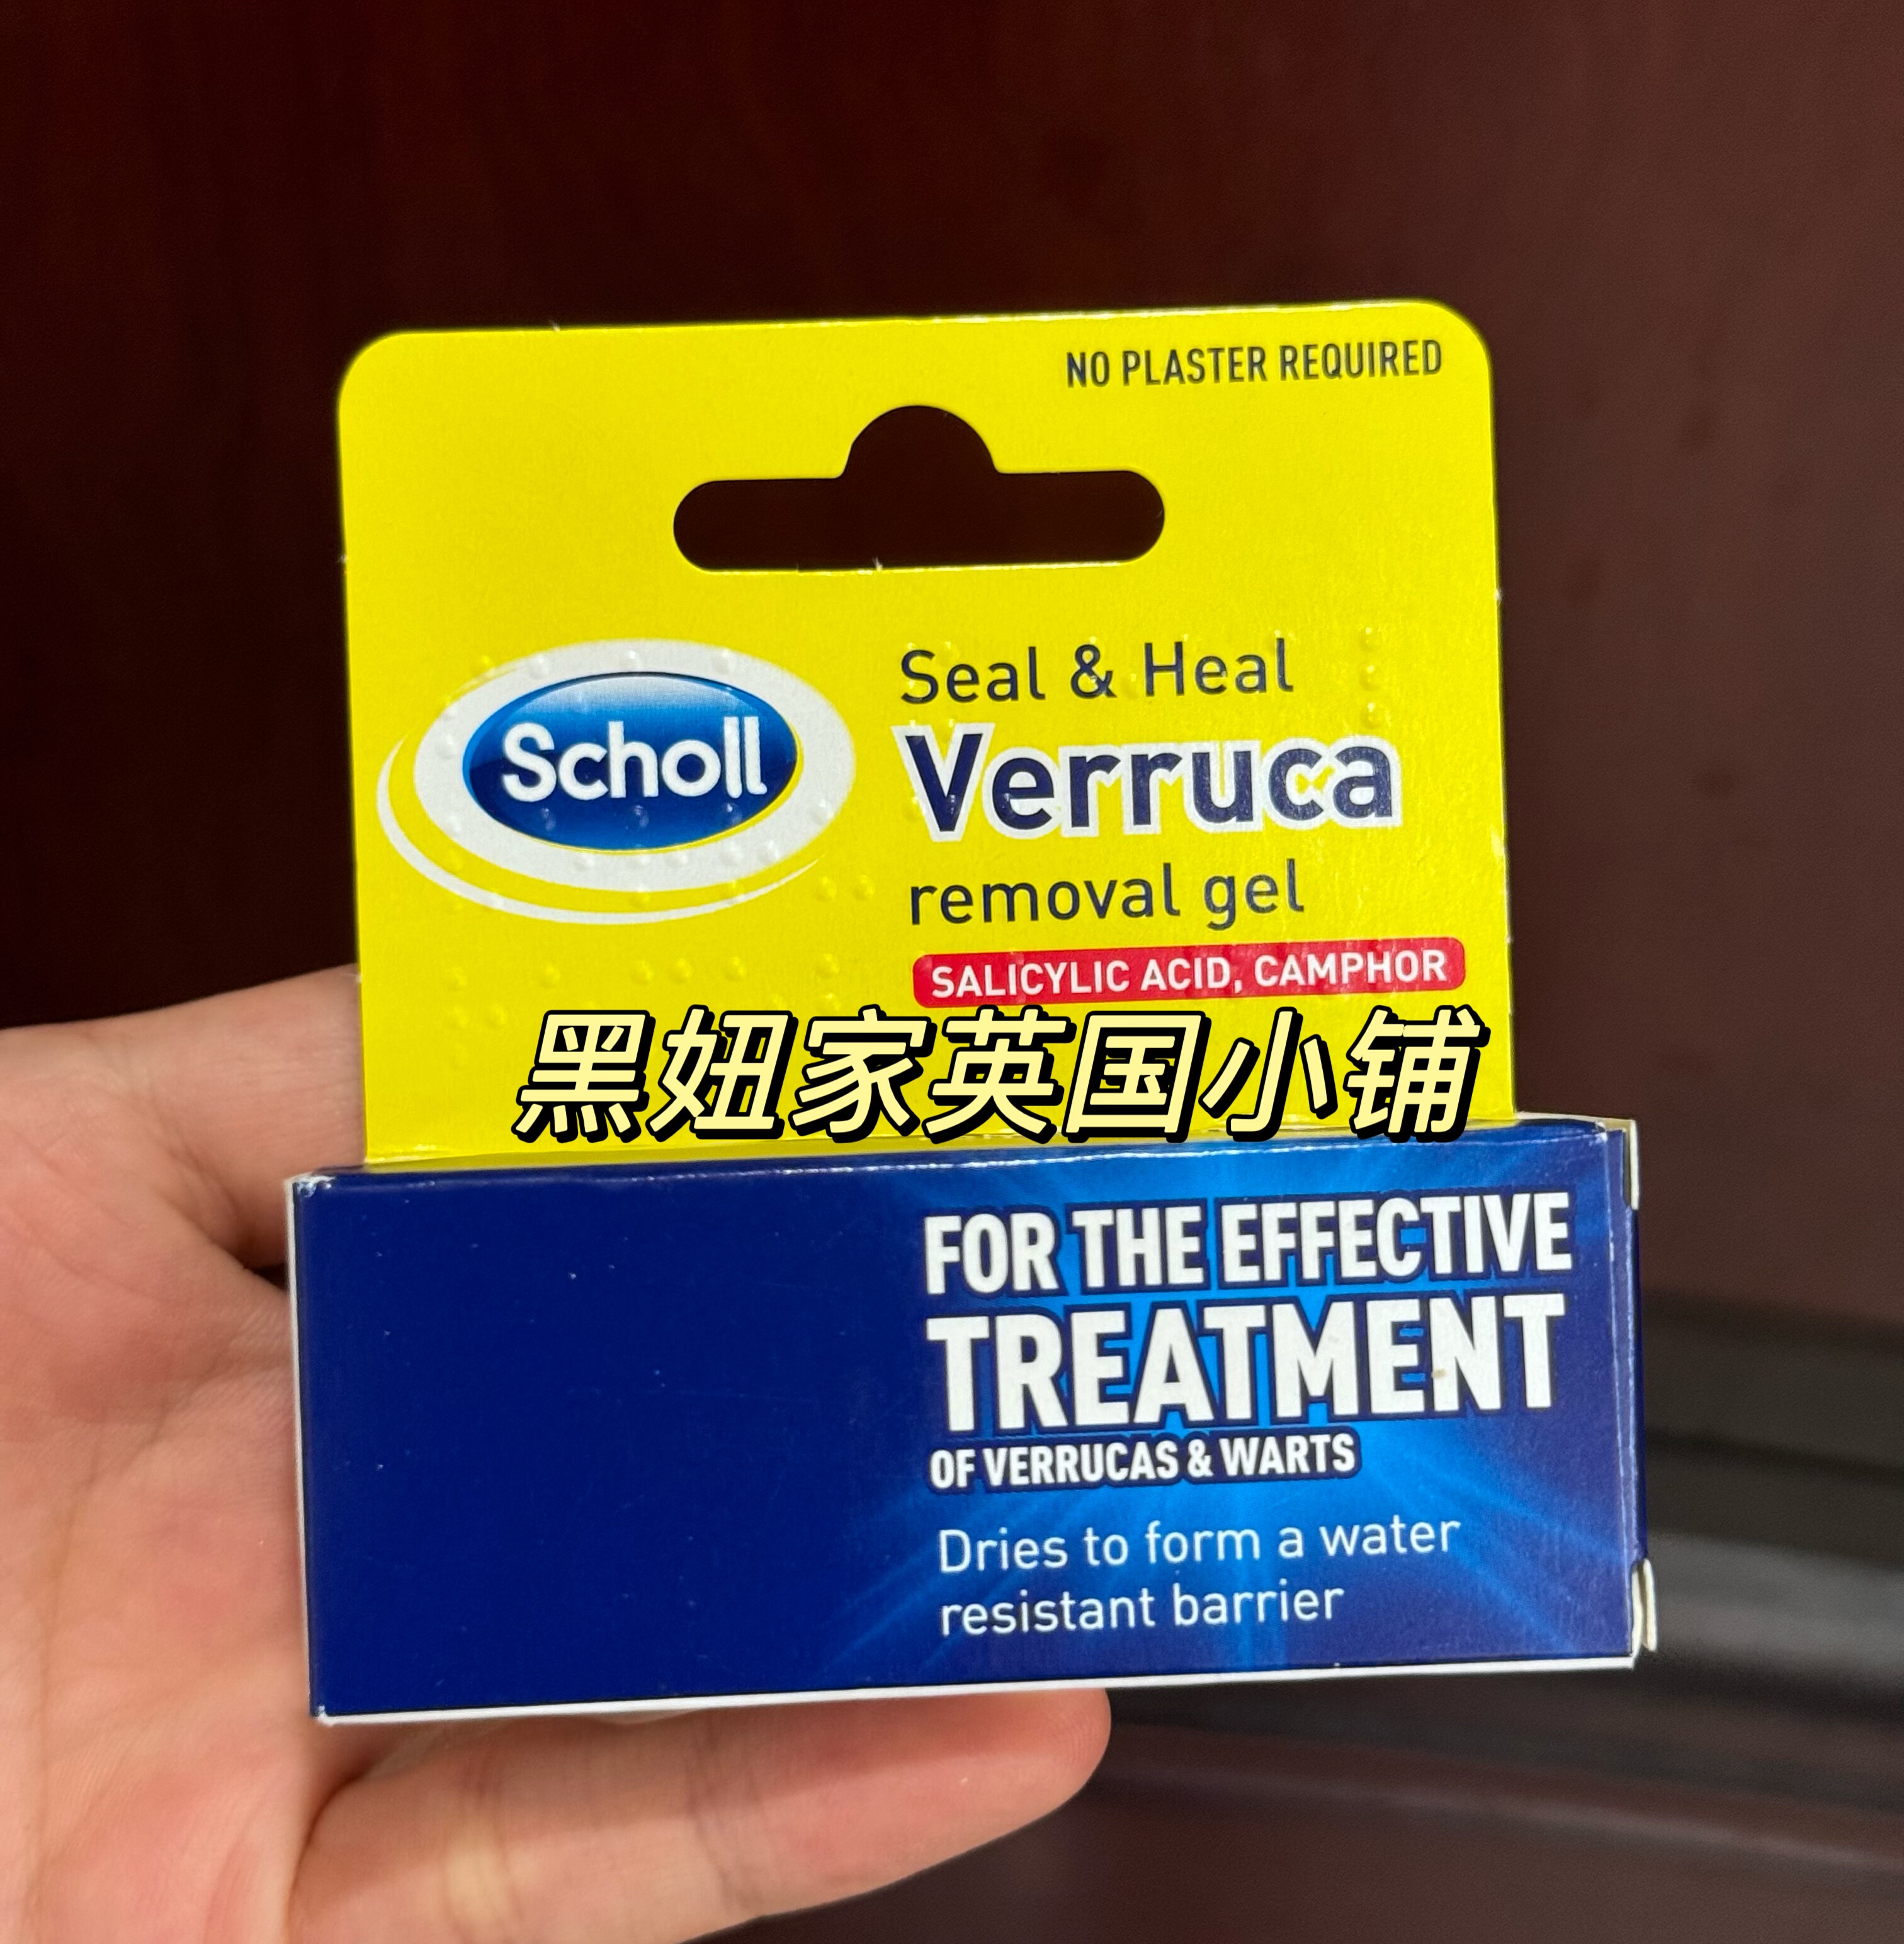 NO PLASTER REQUIRED
Scholl
Seal & Heal
Verruca
removal gel
SALICYLIC ACID, CAMPHOR
黑妞家英国小铺
FOR THE EFFECTIVE
TREATMENT
OF VERRUCAS & WARTS
Dries to form a water
resistant barrier